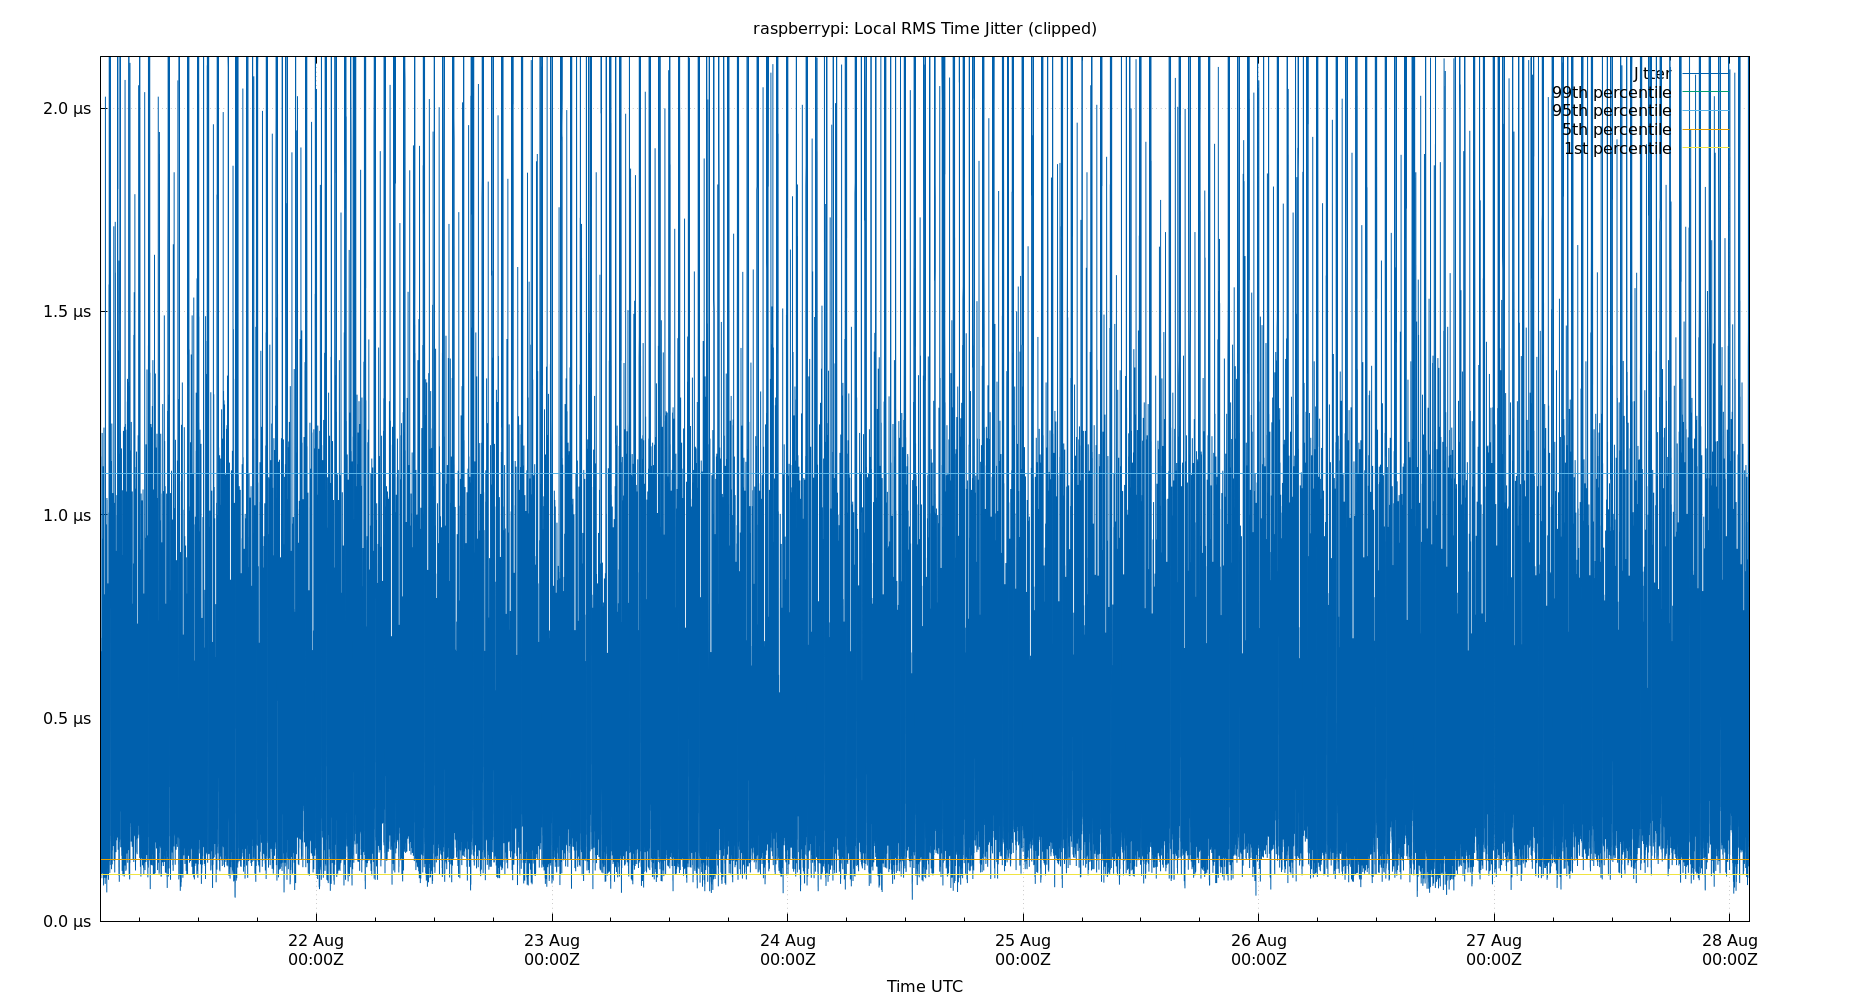 raspberrypi: Local RMS Time Jitter (clipped)
2.0 µs
1.5 µs
1.0 µs
0.5 µs
0.0 µs
Jitter
99th percentile
95th percentile
5th percentile
1st percentile
22 Aug
00:00Z
23 Aug
00:00Z
24 Aug
00:00Z
25 Aug
00:00Z
26 Aug
00:00Z
27 Aug
00:00Z
28 Aug
00:00Z
Time UTC